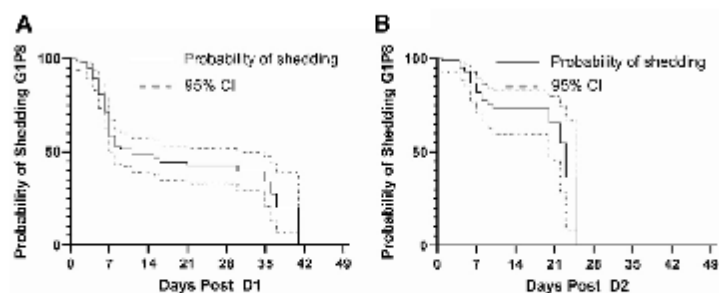 A
Probability of Shedding G1P8
100
50
0
Probability of shedding
95% CI
0 7 14 21 28 35 42 49
Days Post D1
B
Probability of Shedding G1P8
100
50
0
Probability of shedding
95% CI
0 7 14 21 28 35 42 49
Days Post D2